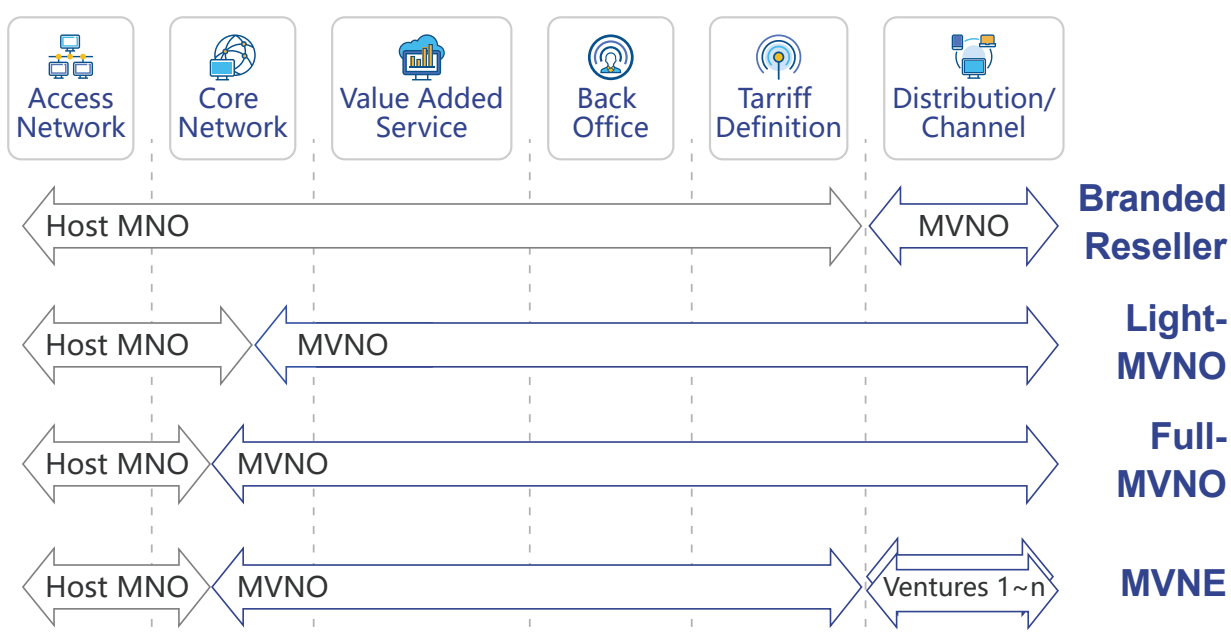 Access
Network
Core
Network
Value Added
Service
Back
Office
Tarriff
Definition
Distribution/
Channel
Host MNO
MVNO
Branded
Reseller
Host MNO
MVNO
Light-
MVNO
Host MNO
MVNO
Full-
MVNO
Host MNO
MVNO
Ventures 1~n
MVNE